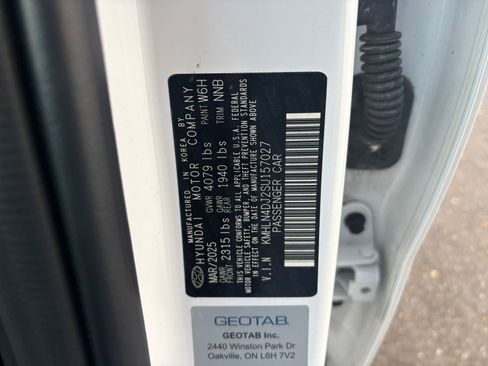 MANUFACTURED IN KOREA BY
HYUNDAI MOTOR COMPANY
MAR/2025 GVWR 4079 lbs PAINT W6H
GAWR FRONT 2315 lbs GAWR REAR 1940 lbs TRIM NNB
THIS VEHICLE CONFORMS TO ALL APPLICABLE U.S.A. FEDERAL
MOTOR VEHICLE SAFETY, BUMPER, AND THEFT PREVENTION STANDARDS
IN EFFECT ON THE DATE OF MANUFACTURE SHOWN ABOVE
V.I.N KMHLN4DJ2SU157027
PASSENGER CAR
GEOTAB
GEOTAB Inc.
2440 Winston Park Dr
Oakville, ON L6H 7V2